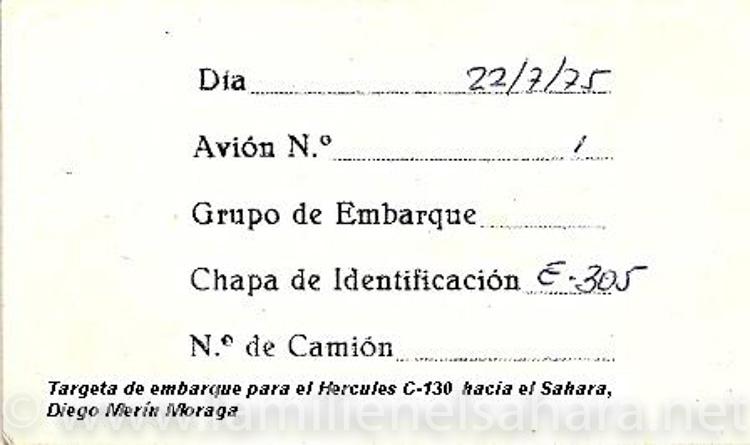 Día 22/7/75
Avión N.º 1
Grupo de Embarque
Chapa de Identificación E-305
N.º de Camión
Targeta de embarque para el Hercules C-130 hacia el Sahara,
Diego Merín Moraga
© www.lamilienelsahara.net